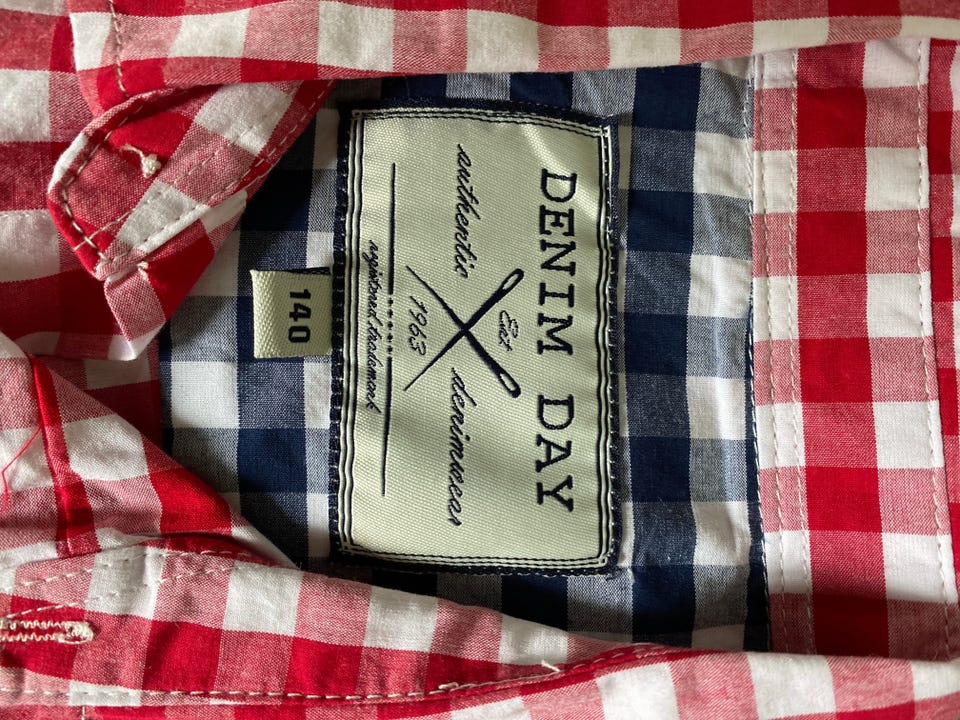 DENIM DAY
Est
authentic denimwear
1963
registered trademark
140